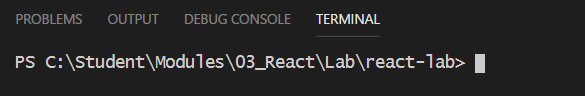 PROBLEMS OUTPUT DEBUG CONSOLE TERMINAL
PS C:\Student\Modules\03_React\Lab\react-lab>